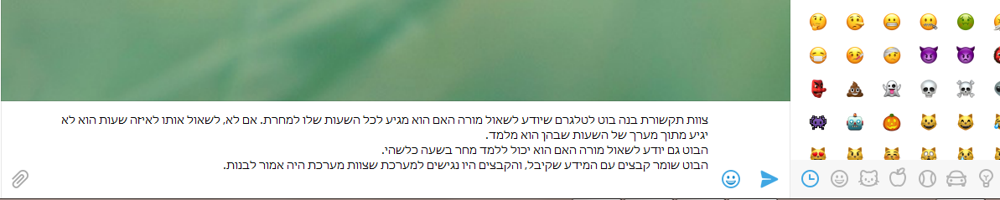 צוות תקשורת בנה בוט לטלגרם שיודע לשאול מורה האם הוא מגיע לכל השעות שלו למחרת. אם לא, לשאול אותו לאיזה שעות הוא לא
יגיע מתוך מערך של השעות שבהן הוא מלמד.
הבוט גם יודע לשאול מורה האם הוא יכול ללמד מחר בשעה כלשהי.
הבוט שומר קבצים עם המידע שקיבל, והקבצים היו נגישים למערכת שצוות מערכת היה אמור לבנות.